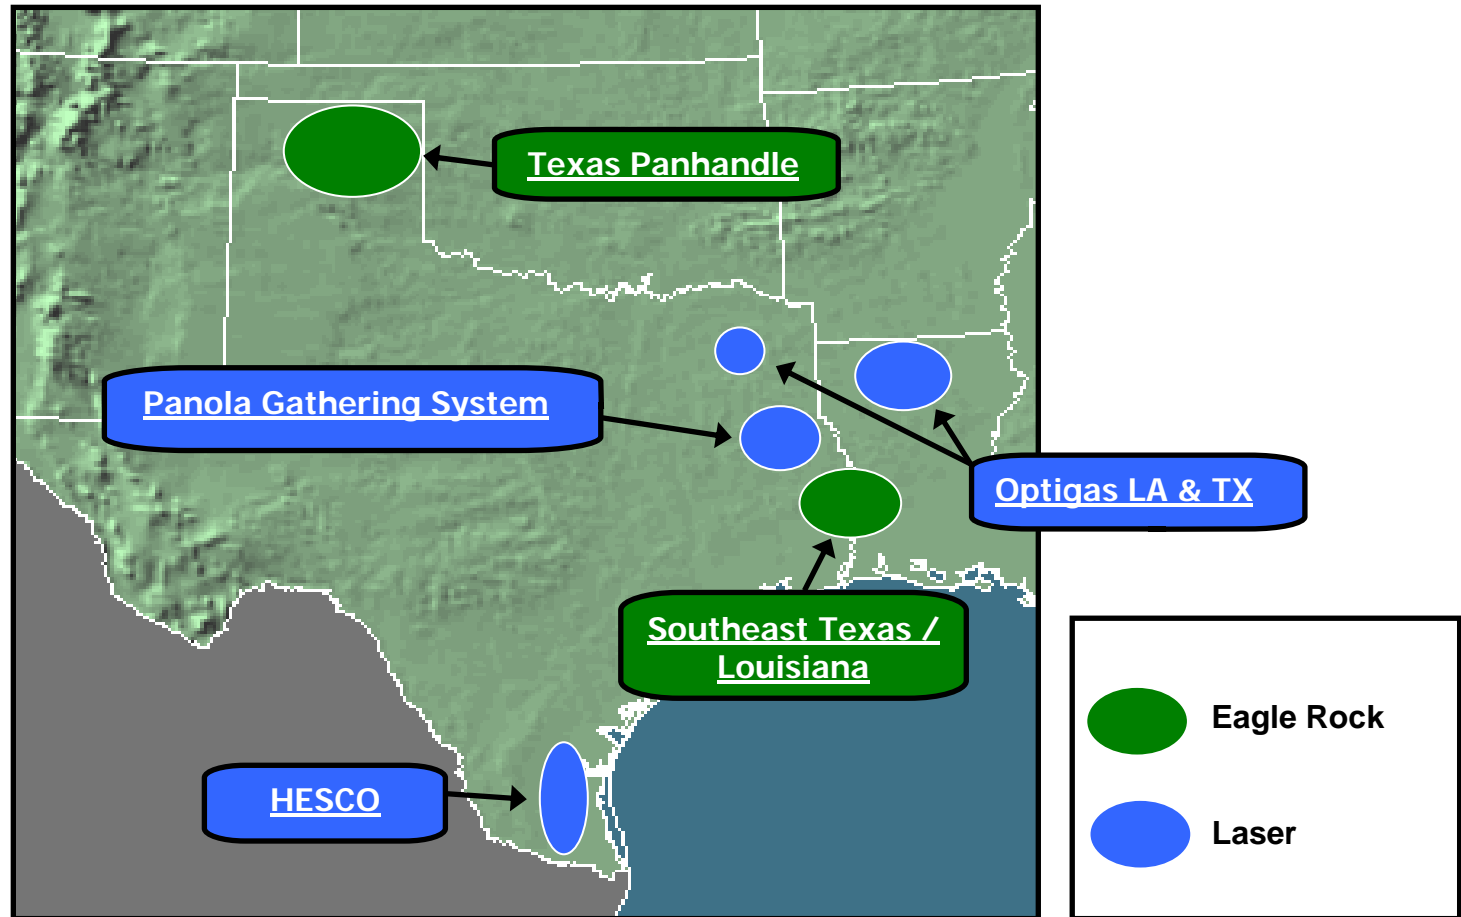 Texas Panhandle
Panola Gathering System
Optigas LA & TX
Southeast Texas /
Louisiana
HESCO
Eagle Rock
Laser